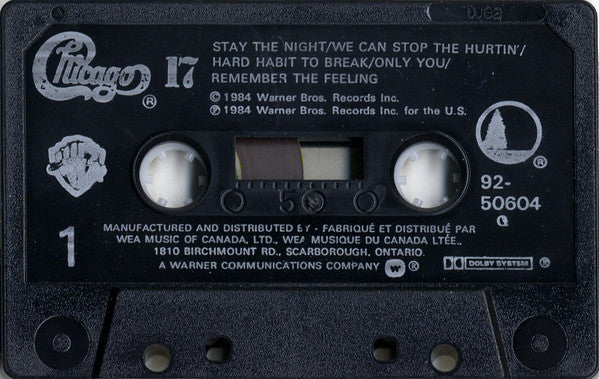 Chicago 17
®
STAY THE NIGHT/WE CAN STOP THE HURTIN'/
HARD HABIT TO BREAK/ONLY YOU/
REMEMBER THE FEELING
© 1984 Warner Bros. Records Inc.
℗ 1984 Warner Bros. Records Inc. for the U.S.
®
92-
50604
1
MANUFACTURED AND DISTRIBUTED BY - FABRIQUÉ ET DISTRIBUÉ PAR
WEA MUSIC OF CANADA, LTD., WEA MUSIQUE DU CANADA LTÉE.,
1810 BIRCHMOUNT RD., SCARBOROUGH, ONTARIO.
A WARNER COMMUNICATIONS COMPANY ®
DOLBY SYSTEM ®